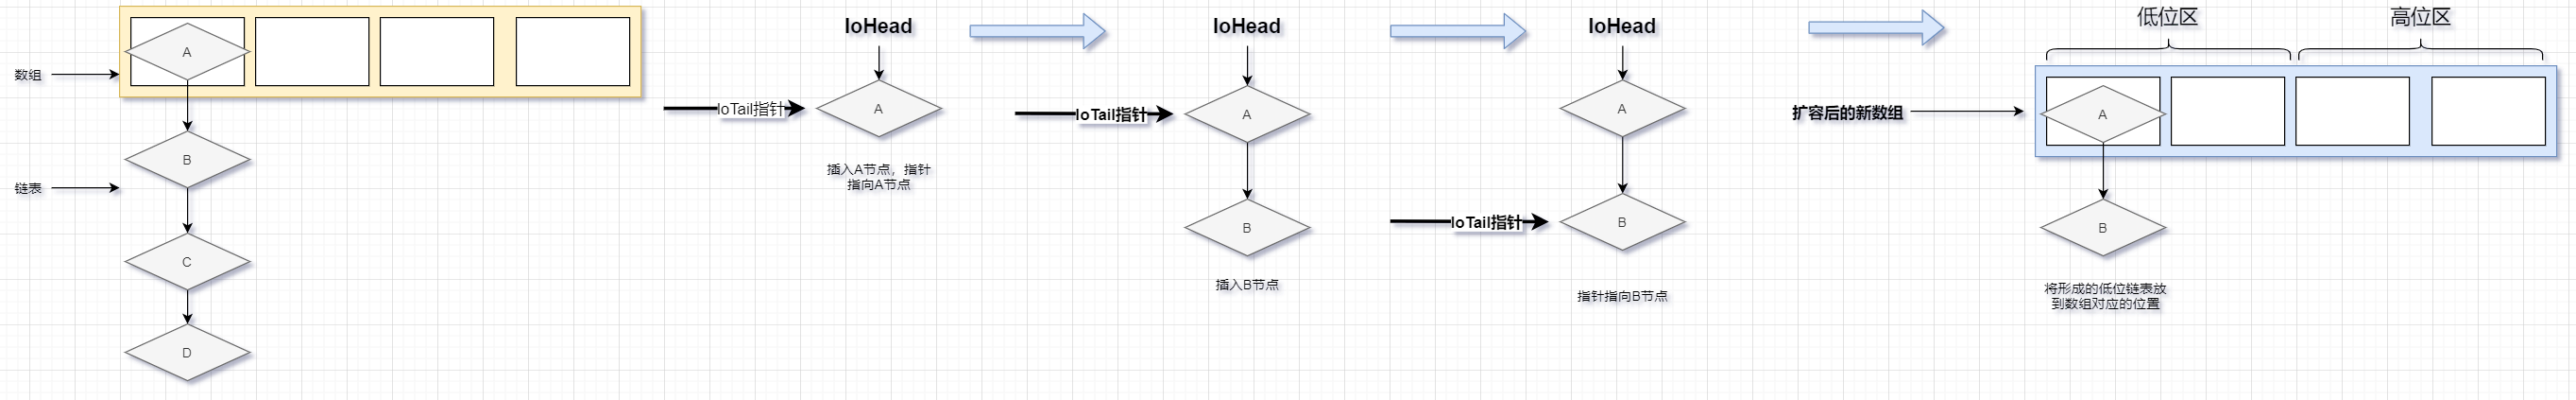 数组
A
B
链表
C
D
loHead
loTail指针
A
插入A节点，指针
指向A节点
loHead
loTail指针
A
B
插入B节点
loHead
A
loTail指针
B
指针指向B节点
低位区
高位区
扩容后的新数组
A
B
将形成的低位链表放
到数组对应的位置